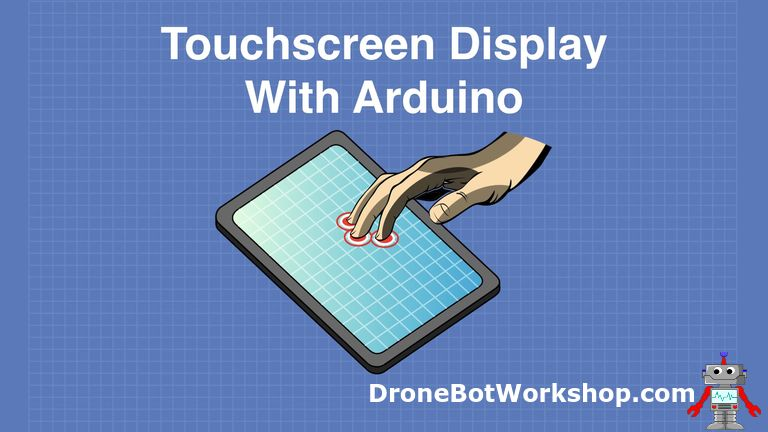 Touchscreen Display
With Arduino
DroneBotWorkshop.com